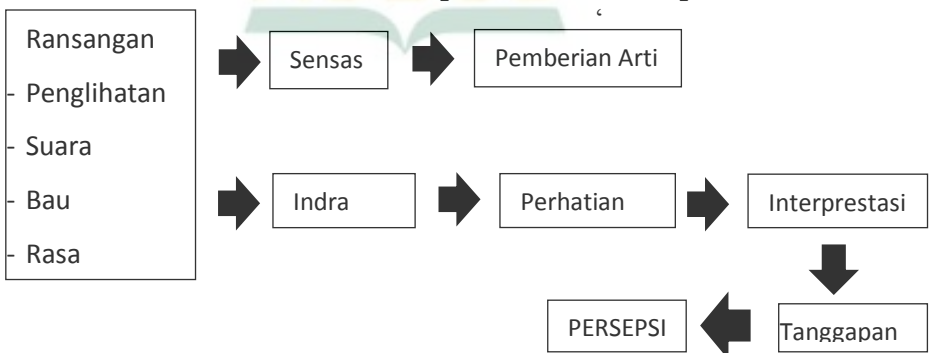 Ransangan
- Penglihatan
- Suara
- Bau
- Rasa
Sensas
Pemberian Arti
Indra
Perhatian
Interprestasi
Tanggapan
PERSEPSI